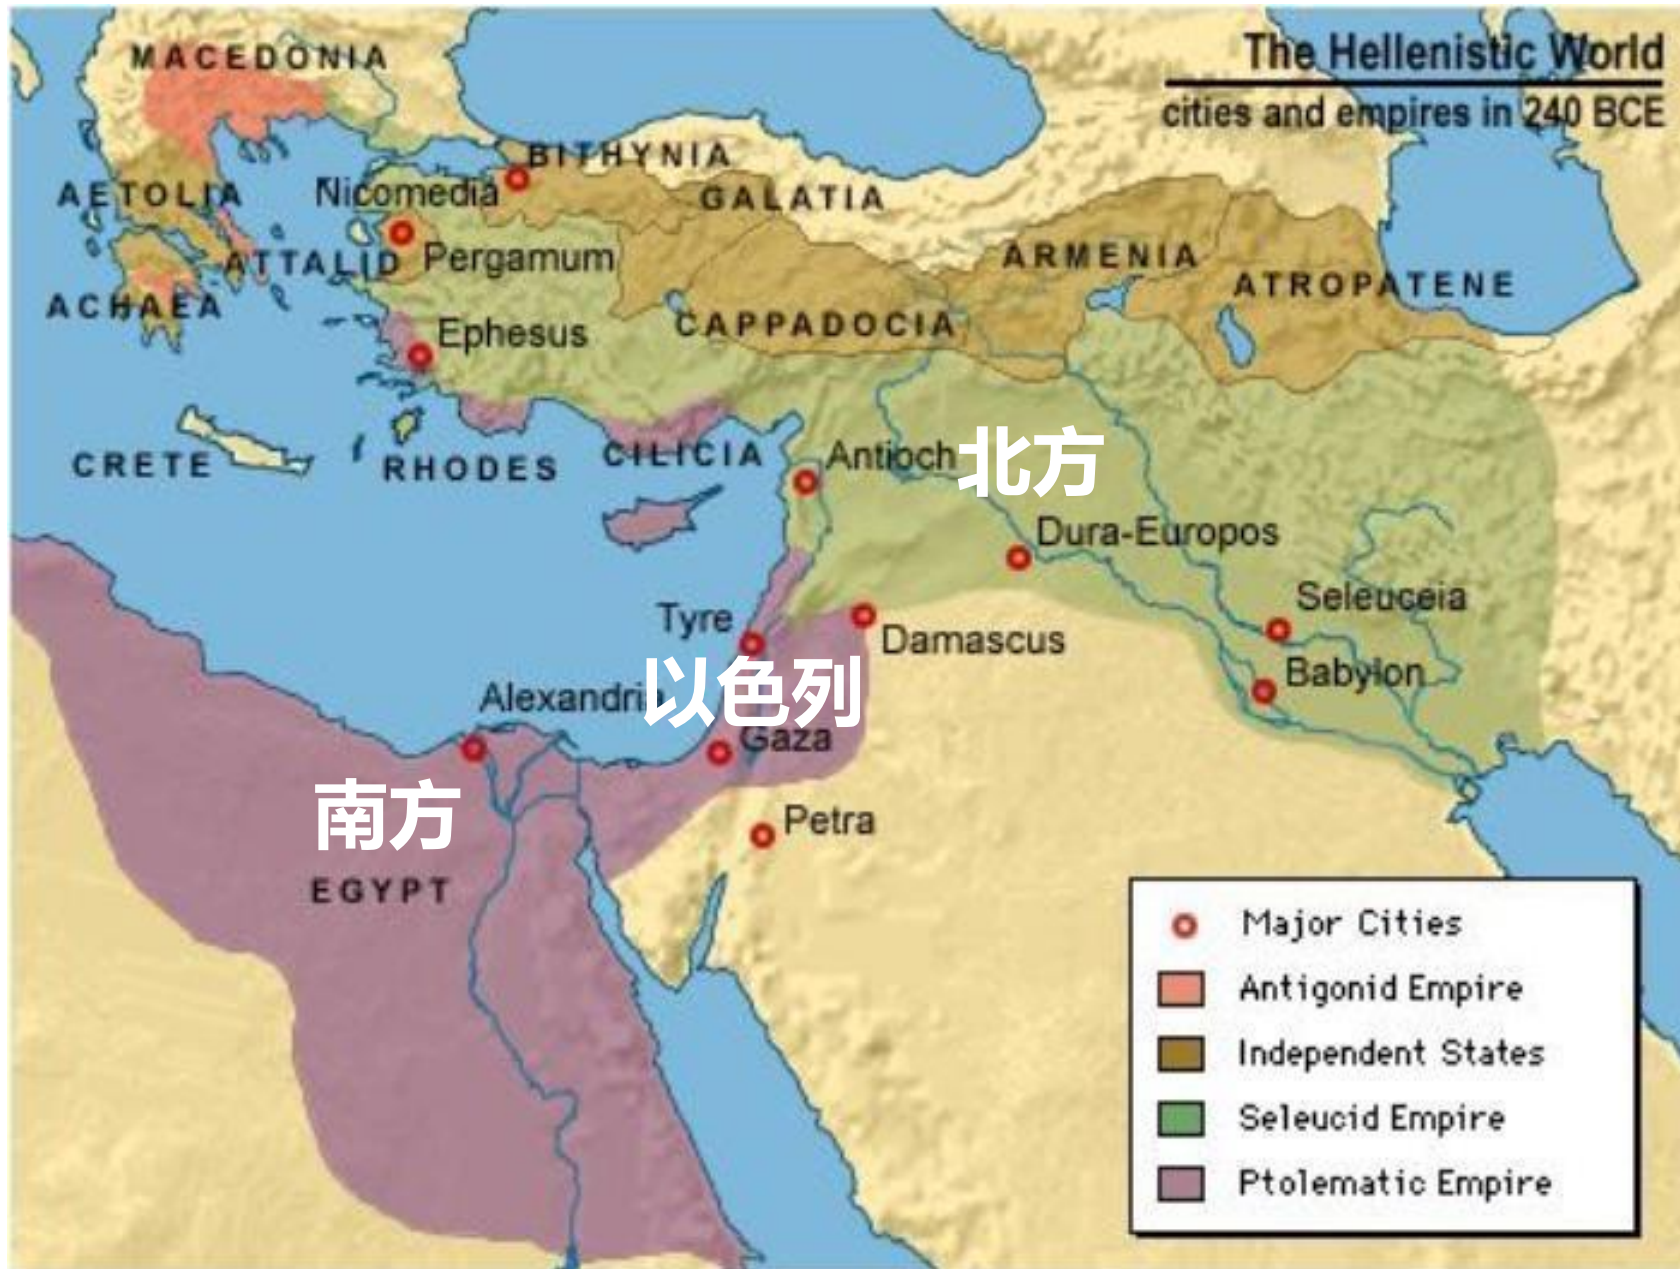 The Hellenistic World
cities and empires in 240 BCE
MACEDONIA
BITHYNIA
AETOLIA
Nicomedia
GALATIA
ATTALID
Pergamum
ARMENIA
ATROPATENE
ACHAEA
Ephesus
CAPPADOCIA
CRETE
RHODES
CILICIA
Antioch
北方
Dura-Europos
Seleuceia
Tyre
Damascus
Babylon
以色列
Alexandria
Gaza
南方
Petra
EGYPT
Major Cities
Antigonid Empire
Independent States
Seleucid Empire
Ptolematic Empire